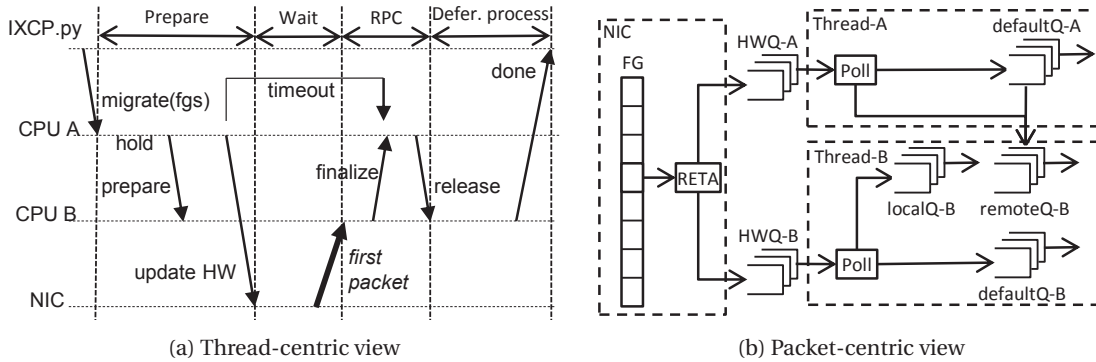 Prepare Wait RPC Defer. process
IXCP.py
done
migrate(fgs)
timeout
CPU A
hold
prepare
finalize
release
CPU B
update HW
first
packet
NIC
(a) Thread-centric view
NIC
FG
RETA
HWQ-A
HWQ-B
Thread-A
defaultQ-A
Poll
Thread-B
localQ-B
remoteQ-B
Poll
defaultQ-B
(b) Packet-centric view